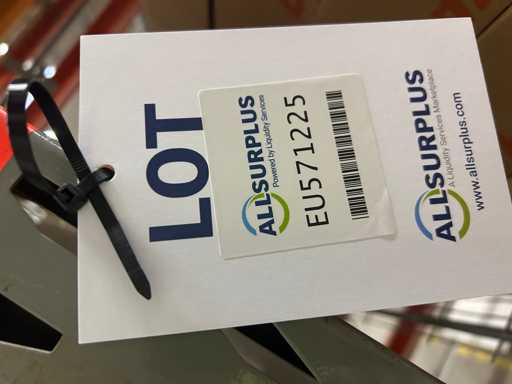 LOT
ALLSURPLUS
Powered by Liquidity Services
EU571225
ALLSURPLUS
A Liquidity Services Marketplace
www.allsurplus.com